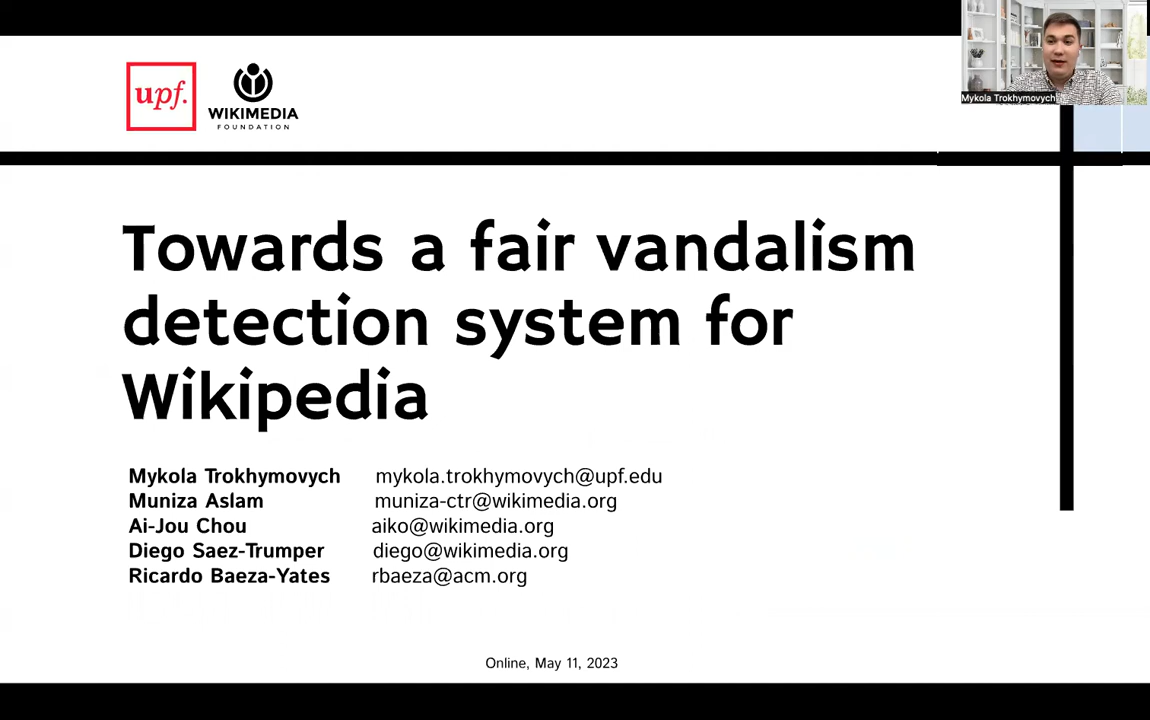 upf.
WIKIMEDIA
FOUNDATION
Mykola Trokhymovych
Towards a fair vandalism
detection system for
Wikipedia
Mykola Trokhymovych mykola.trokhymovych@upf.edu
Muniza Aslam muniza-ctr@wikimedia.org
Ai-Jou Chou aiko@wikimedia.org
Diego Saez-Trumper diego@wikimedia.org
Ricardo Baeza-Yates rbaeza@acm.org
Online, May 11, 2023